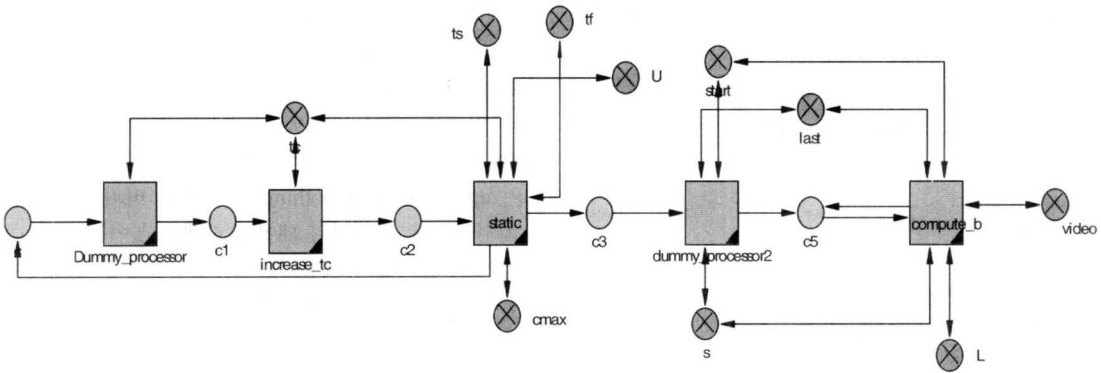 tf
ts
U
start
last
tc
static
compute_b
video
Dummy_processor
c1
increase_tc
c2
c3
dummy_processor2
c5
cmax
s
L